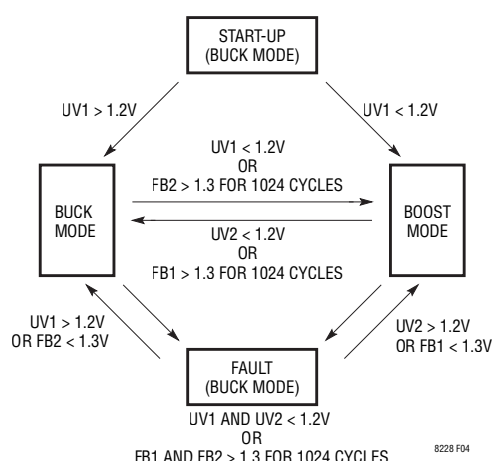 START-UP
(BUCK MODE)
UV1 > 1.2V
UV1 < 1.2V
UV1 < 1.2V
OR
FB2 > 1.3 FOR 1024 CYCLES
BUCK
MODE
BOOST
MODE
UV2 < 1.2V
OR
FB1 > 1.3 FOR 1024 CYCLES
UV1 > 1.2V
OR FB2 < 1.3V
UV2 > 1.2V
OR FB1 < 1.3V
FAULT
(BUCK MODE)
UV1 AND UV2 < 1.2V
OR
FB1 AND FB2 > 1.3 FOR 1024 CYCLES
8228 F04